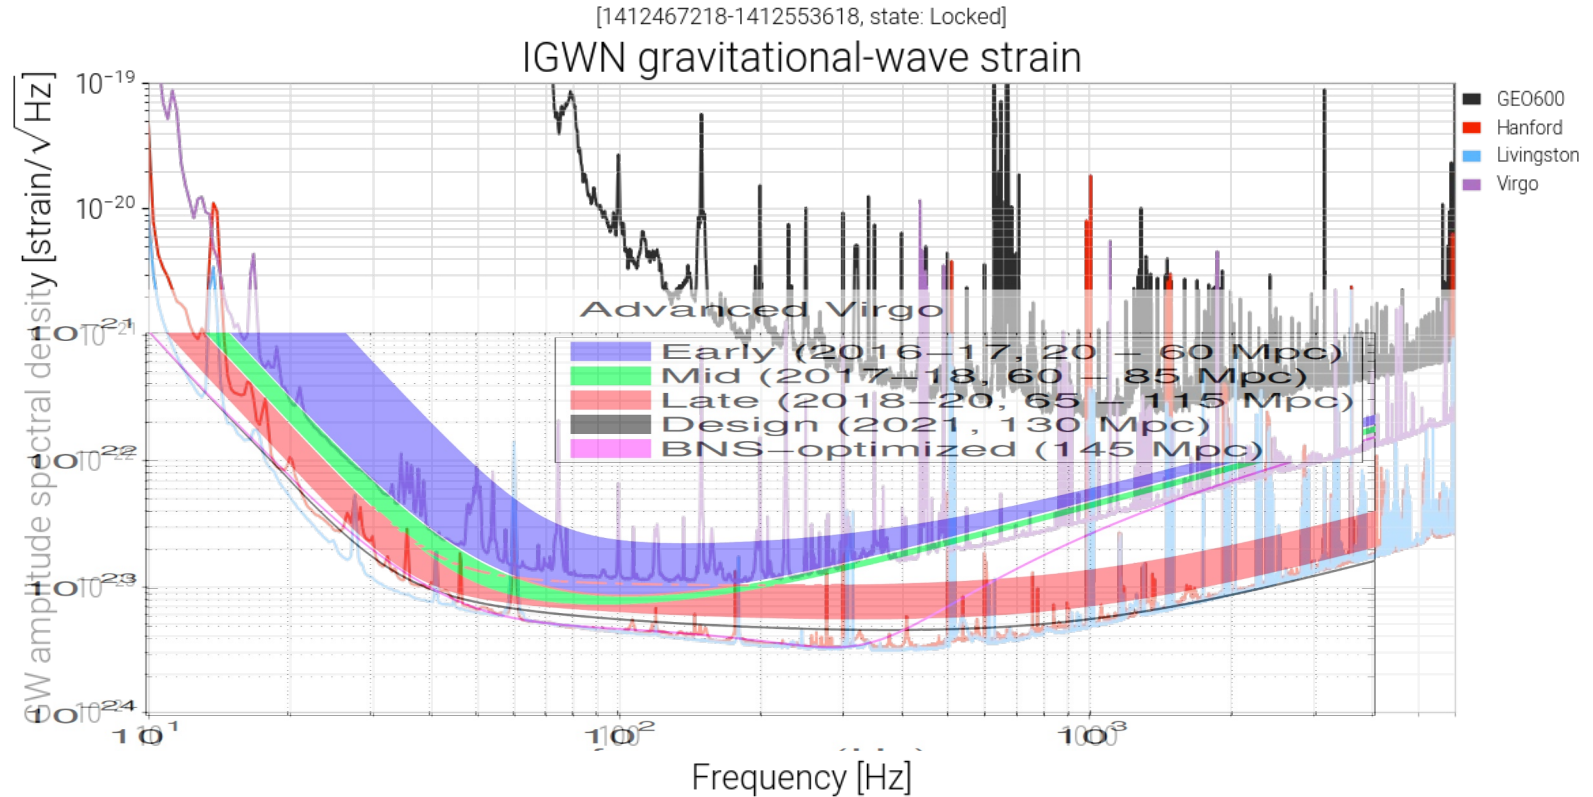 [1412467218-1412553618, state: Locked]
IGWN gravitational-wave strain
GW amplitude spectral density [strain/√Hz]
10⁻¹⁹
10⁻²⁰
10⁻²¹
10⁻²²
10⁻²³
10⁻²⁴
GEO600
Hanford
Livingston
Virgo
Advanced Virgo
Early (2016–17, 20 – 60 Mpc)
Mid (2017–18, 60 – 85 Mpc)
Late (2018–20, 65 – 115 Mpc)
Design (2021, 130 Mpc)
BNS–optimized (145 Mpc)
10¹ 10² 10³
Frequency [Hz]